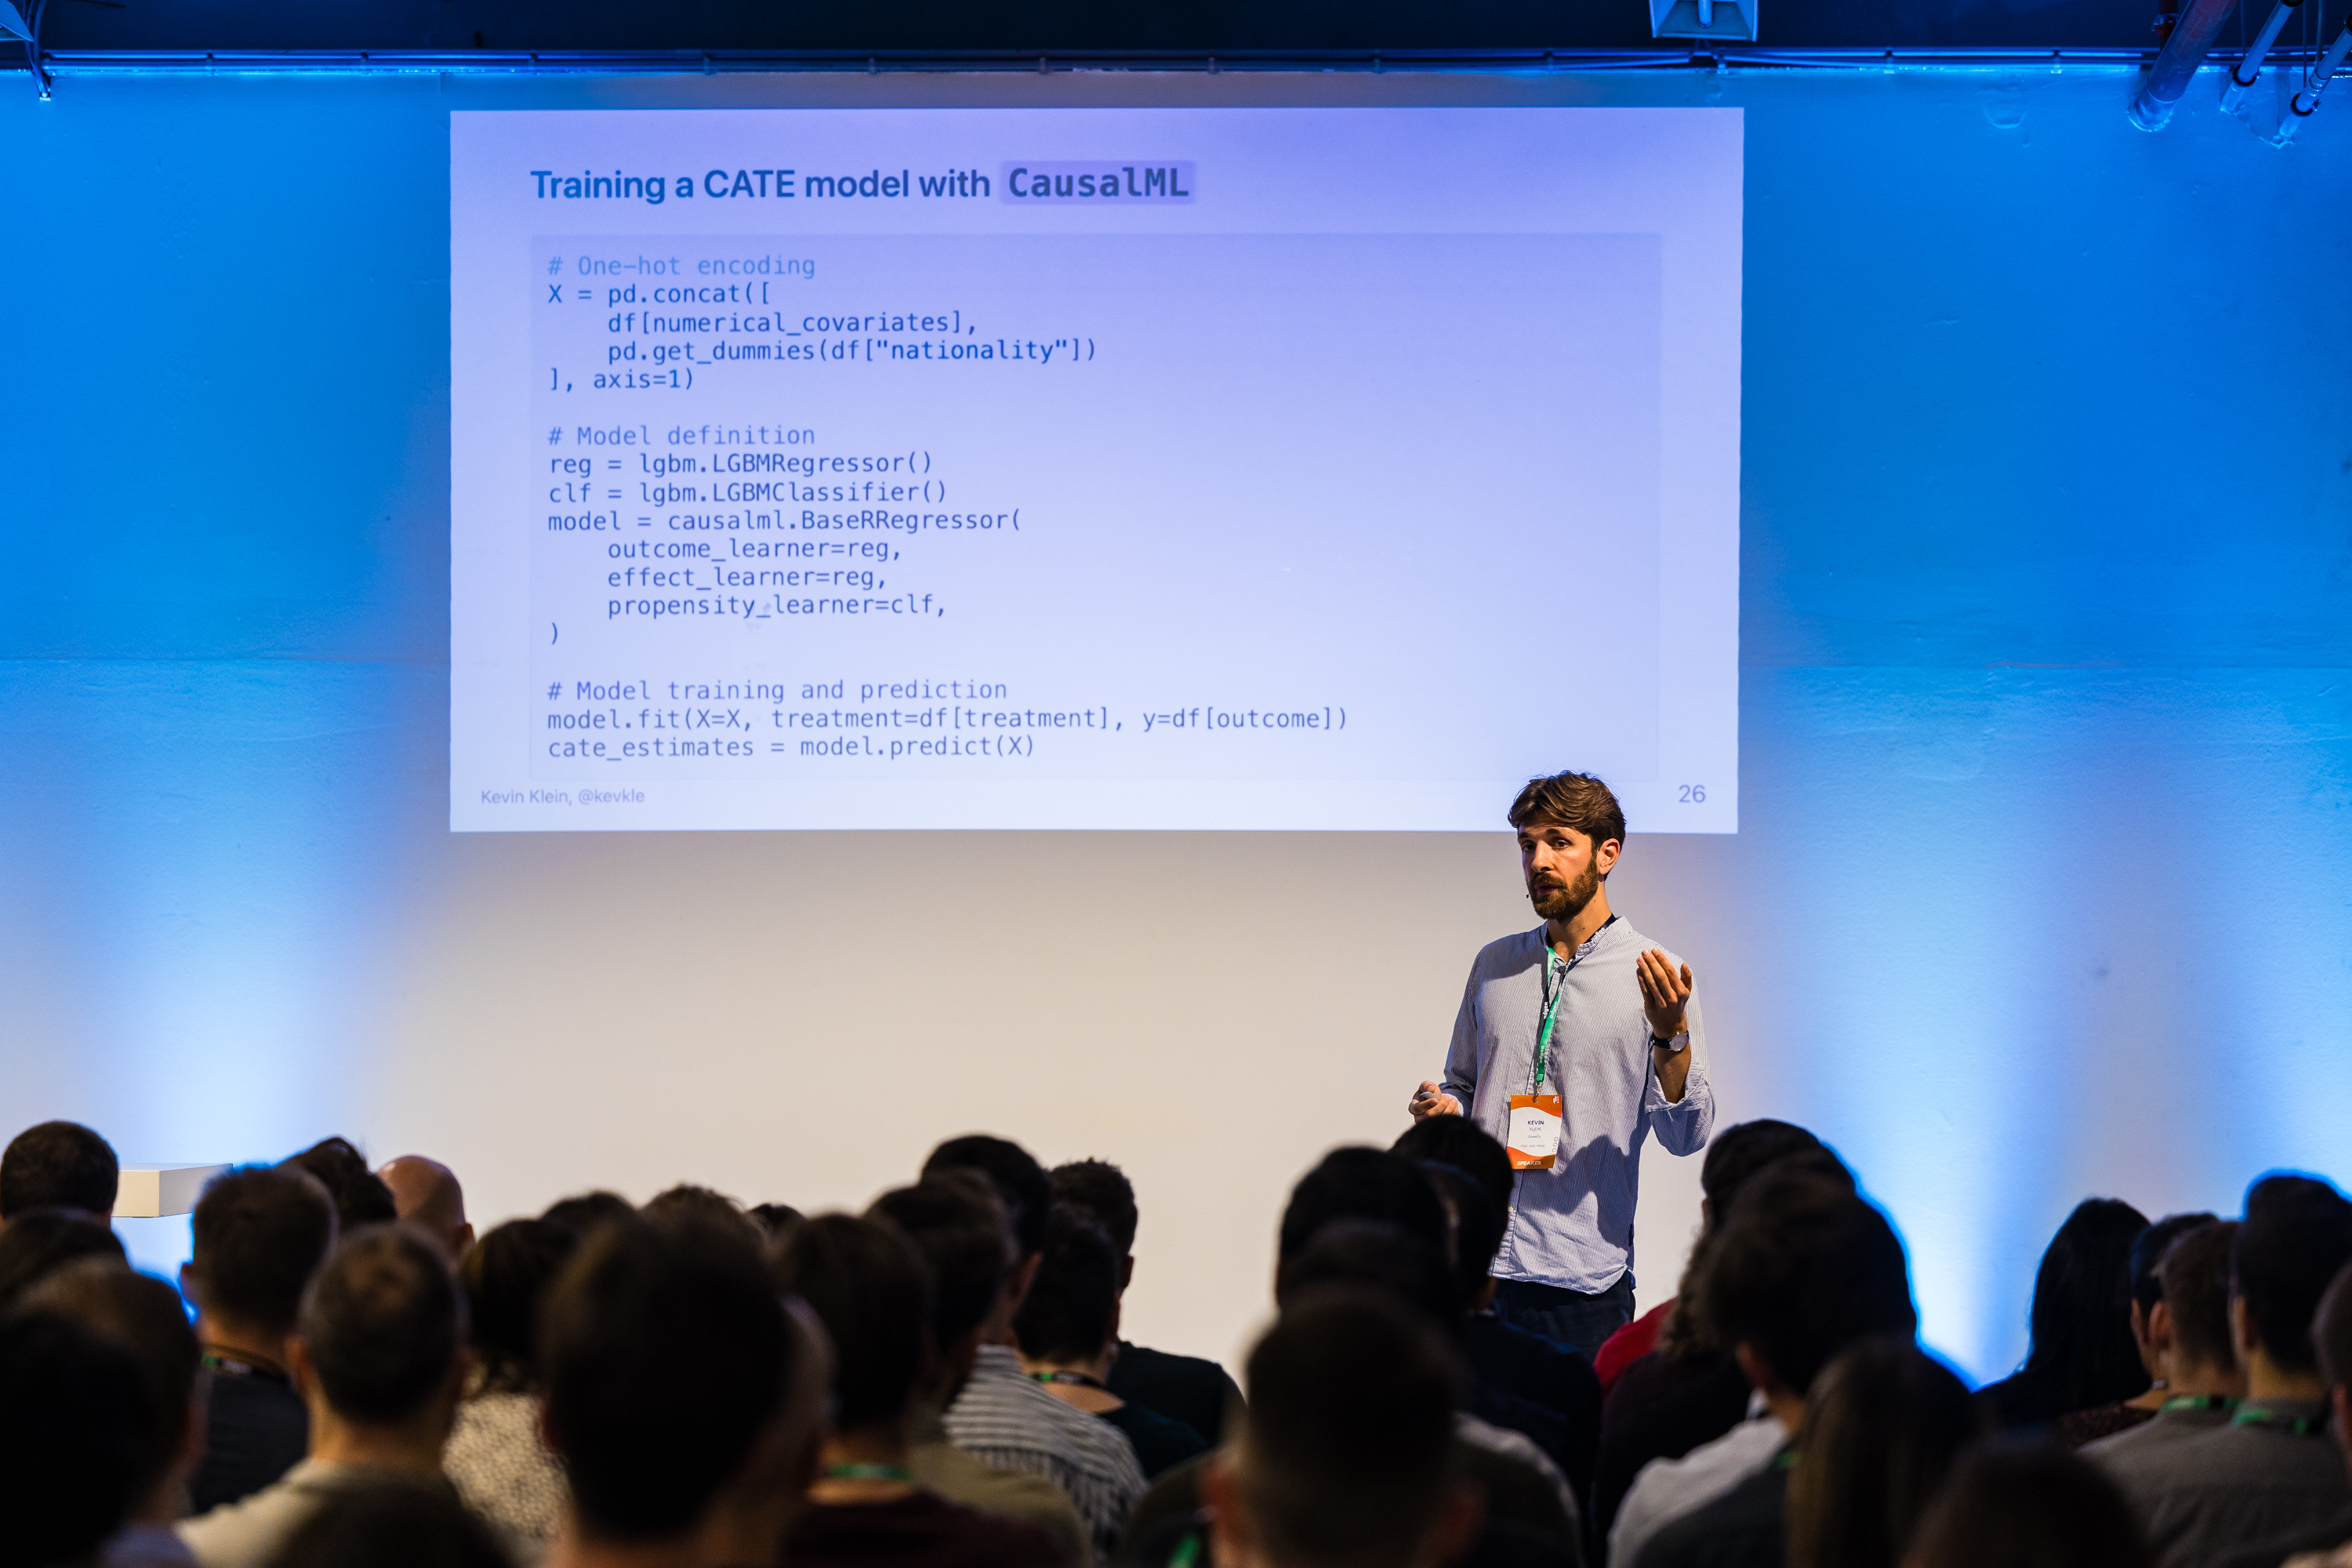 Training a CATE model with CausalML
# One-hot encoding
X = pd.concat([
    df[numerical_covariates],
    pd.get_dummies(df["nationality"])
], axis=1)

# Model definition
reg = lgbm.LGBMRegressor()
clf = lgbm.LGBMClassifier()
model = causalml.BaseRRegressor(
    outcome_learner=reg,
    effect_learner=reg,
    propensity_learner=clf,
)

# Model training and prediction
model.fit(X=X, treatment=df[treatment], y=df[outcome])
cate_estimates = model.predict(X)
Kevin Klein, @kevkle
26
KEVIN
KLEIN
SPEAKER